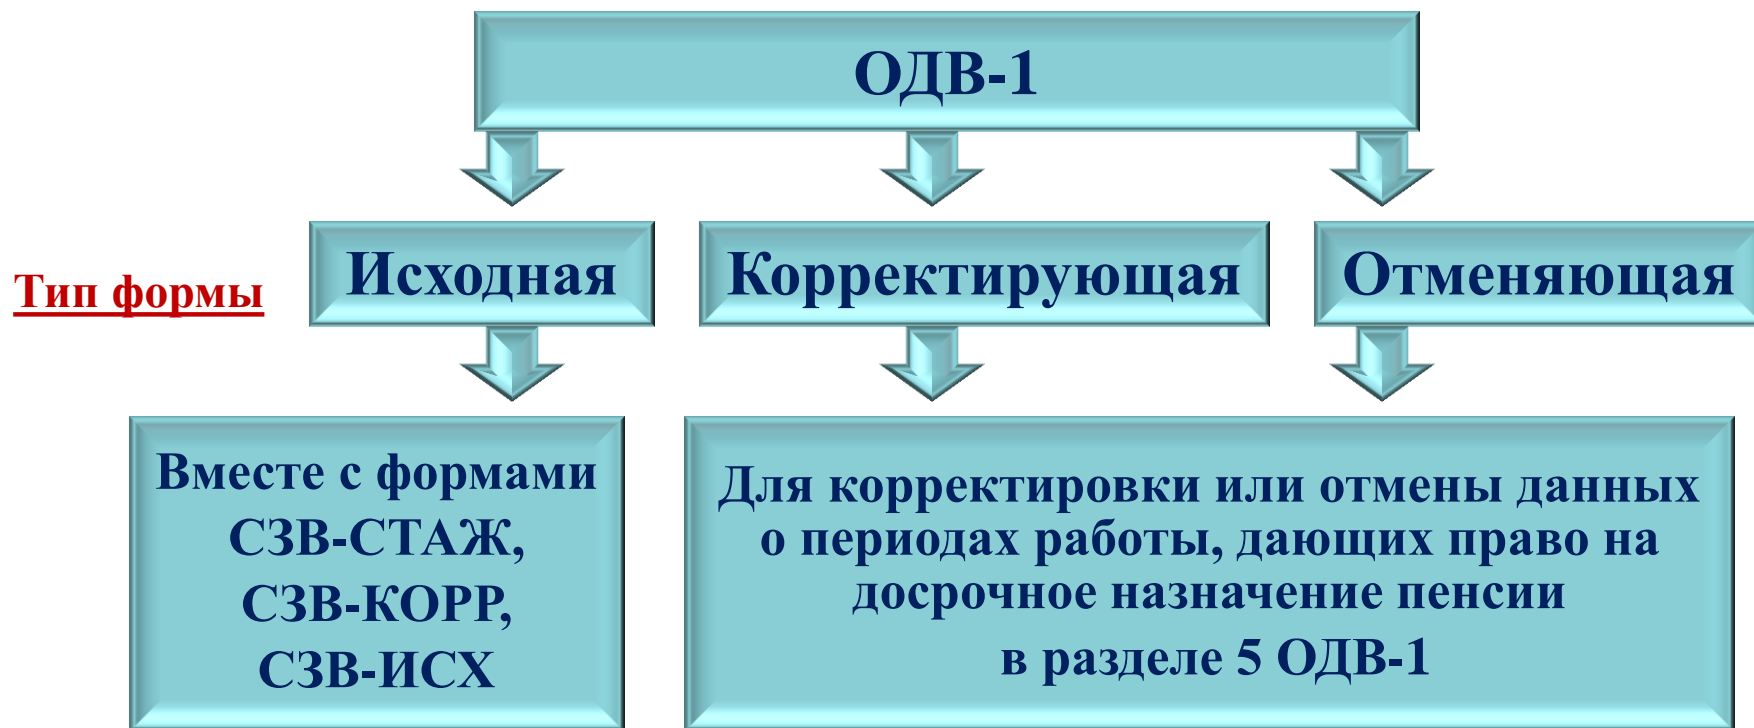 ОДВ-1
Тип формы
Исходная
Корректирующая
Отменяющая
Вместе с формами
СЗВ-СТАЖ,
СЗВ-КОРР,
СЗВ-ИСХ
Для корректировки или отмены данных
о периодах работы, дающих право на
досрочное назначение пенсии
в разделе 5 ОДВ-1